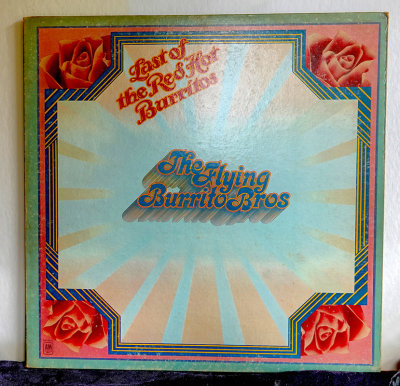 Last of
the Red Hot
Burritos
The Flying
Burrito Bros
A&M